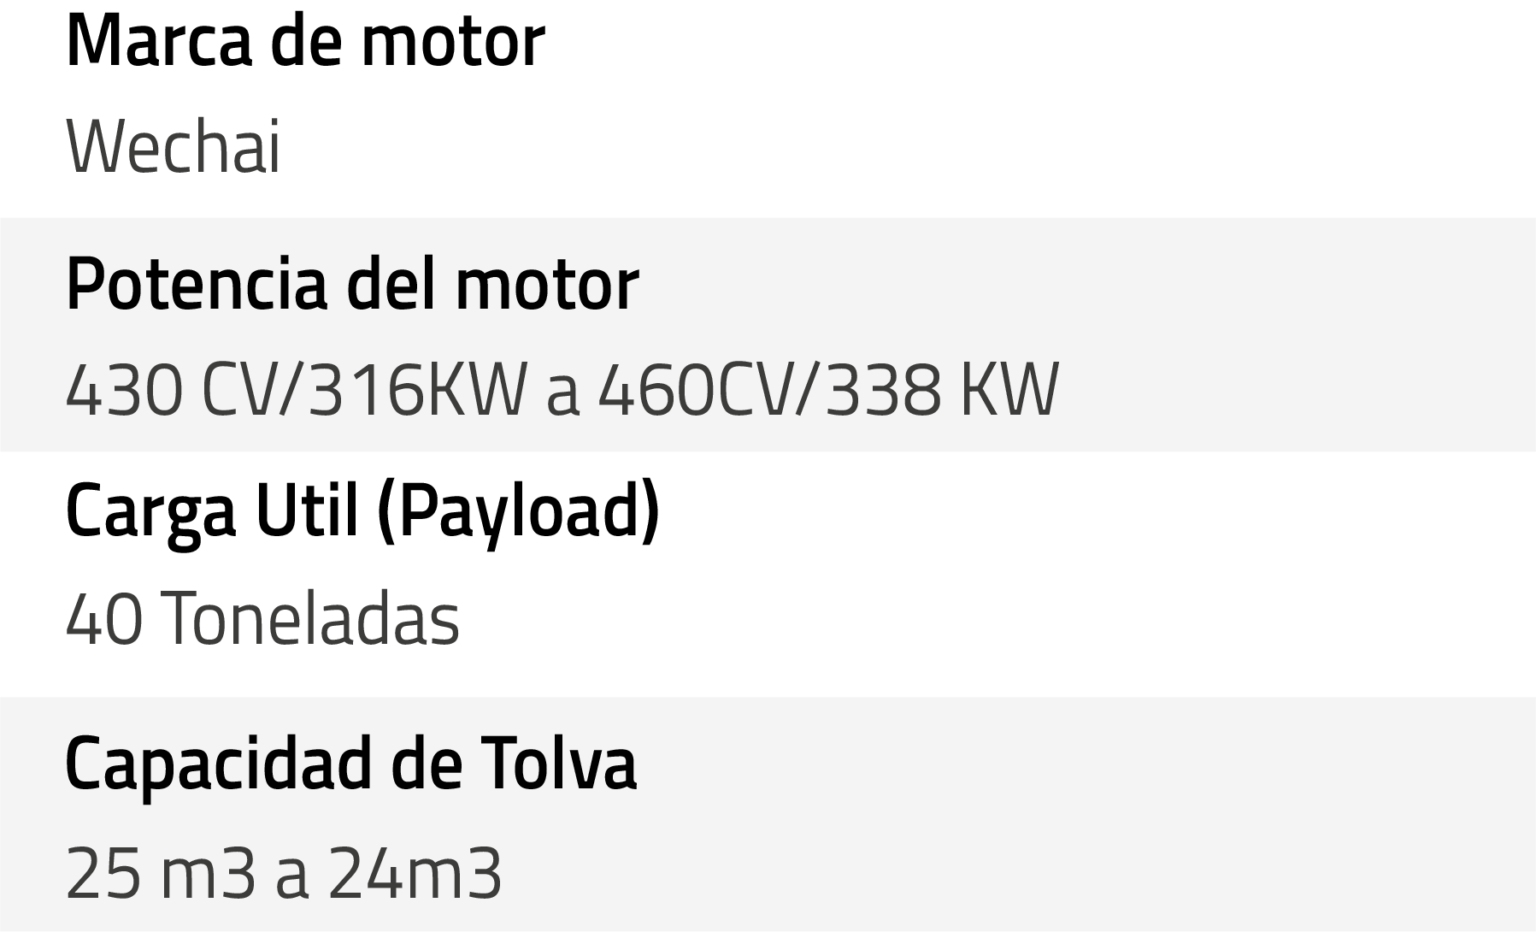 Marca de motor
Wechai
Potencia del motor
430 CV/316KW a 460CV/338 KW
Carga Util (Payload)
40 Toneladas
Capacidad de Tolva
25 m3 a 24m3